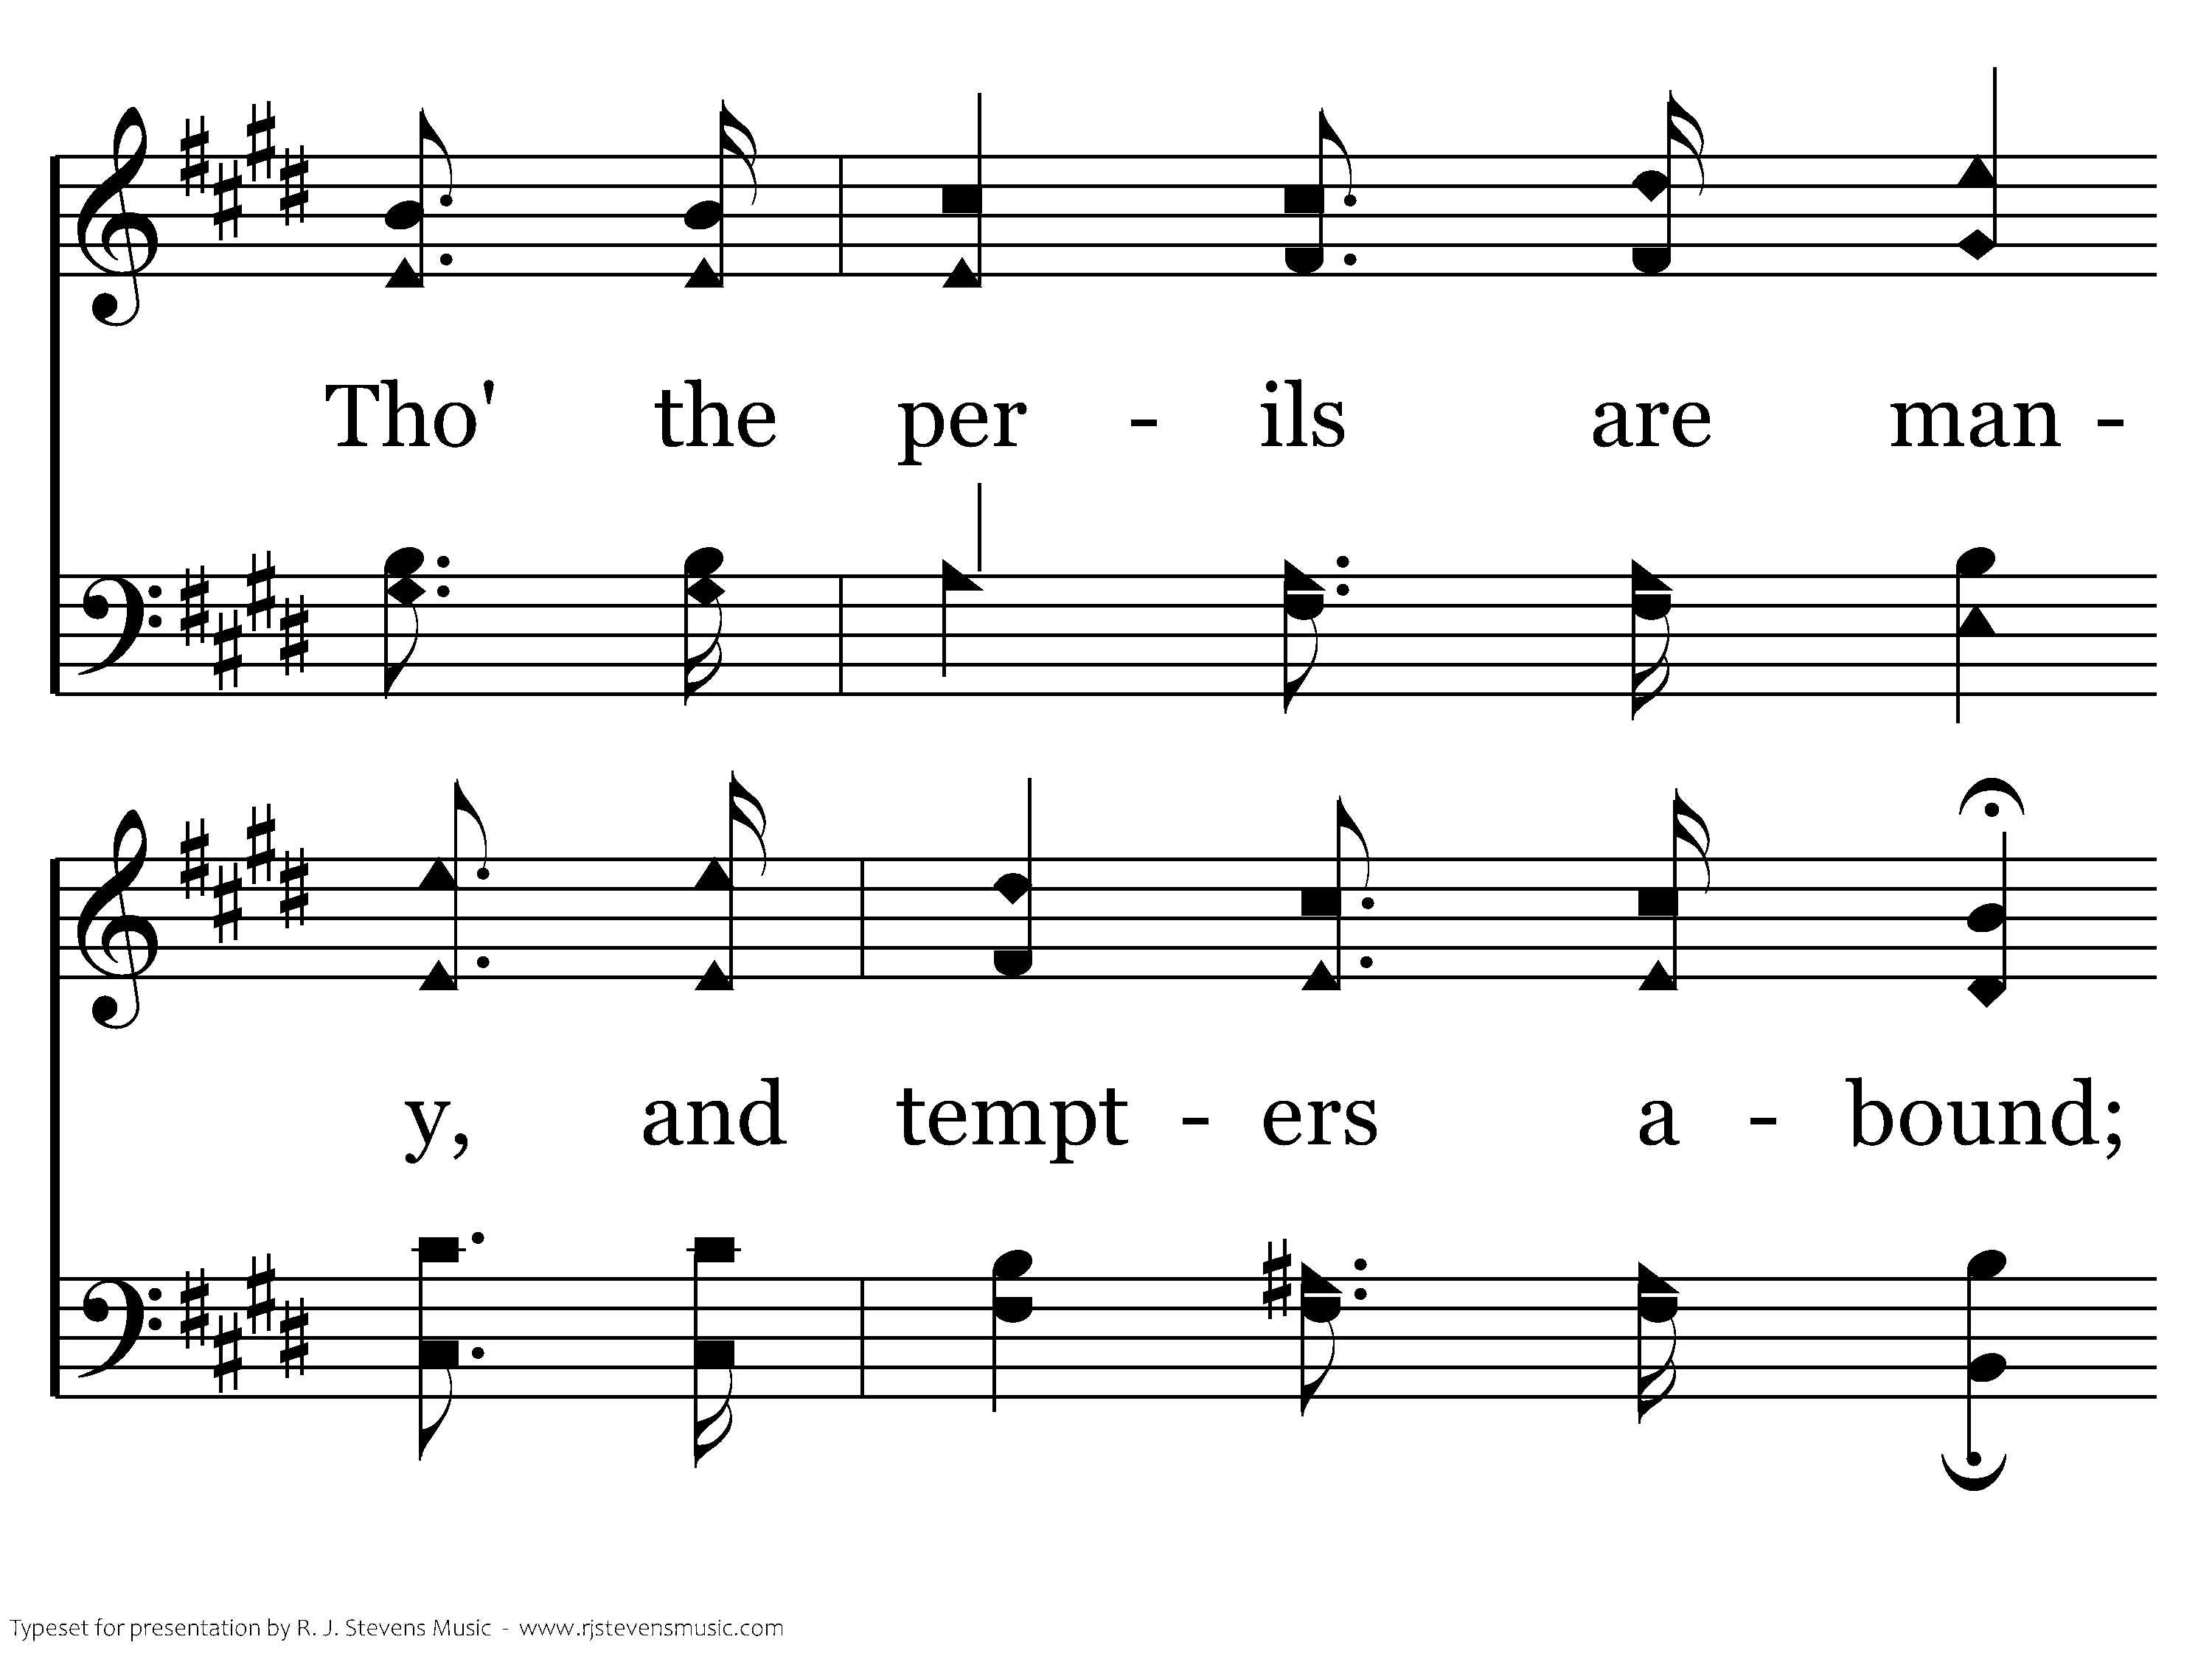 Tho' the per - ils are man -
y, and tempt - ers a - bound;
Typeset for presentation by R. J. Stevens Music - www.rjstevensmusic.com